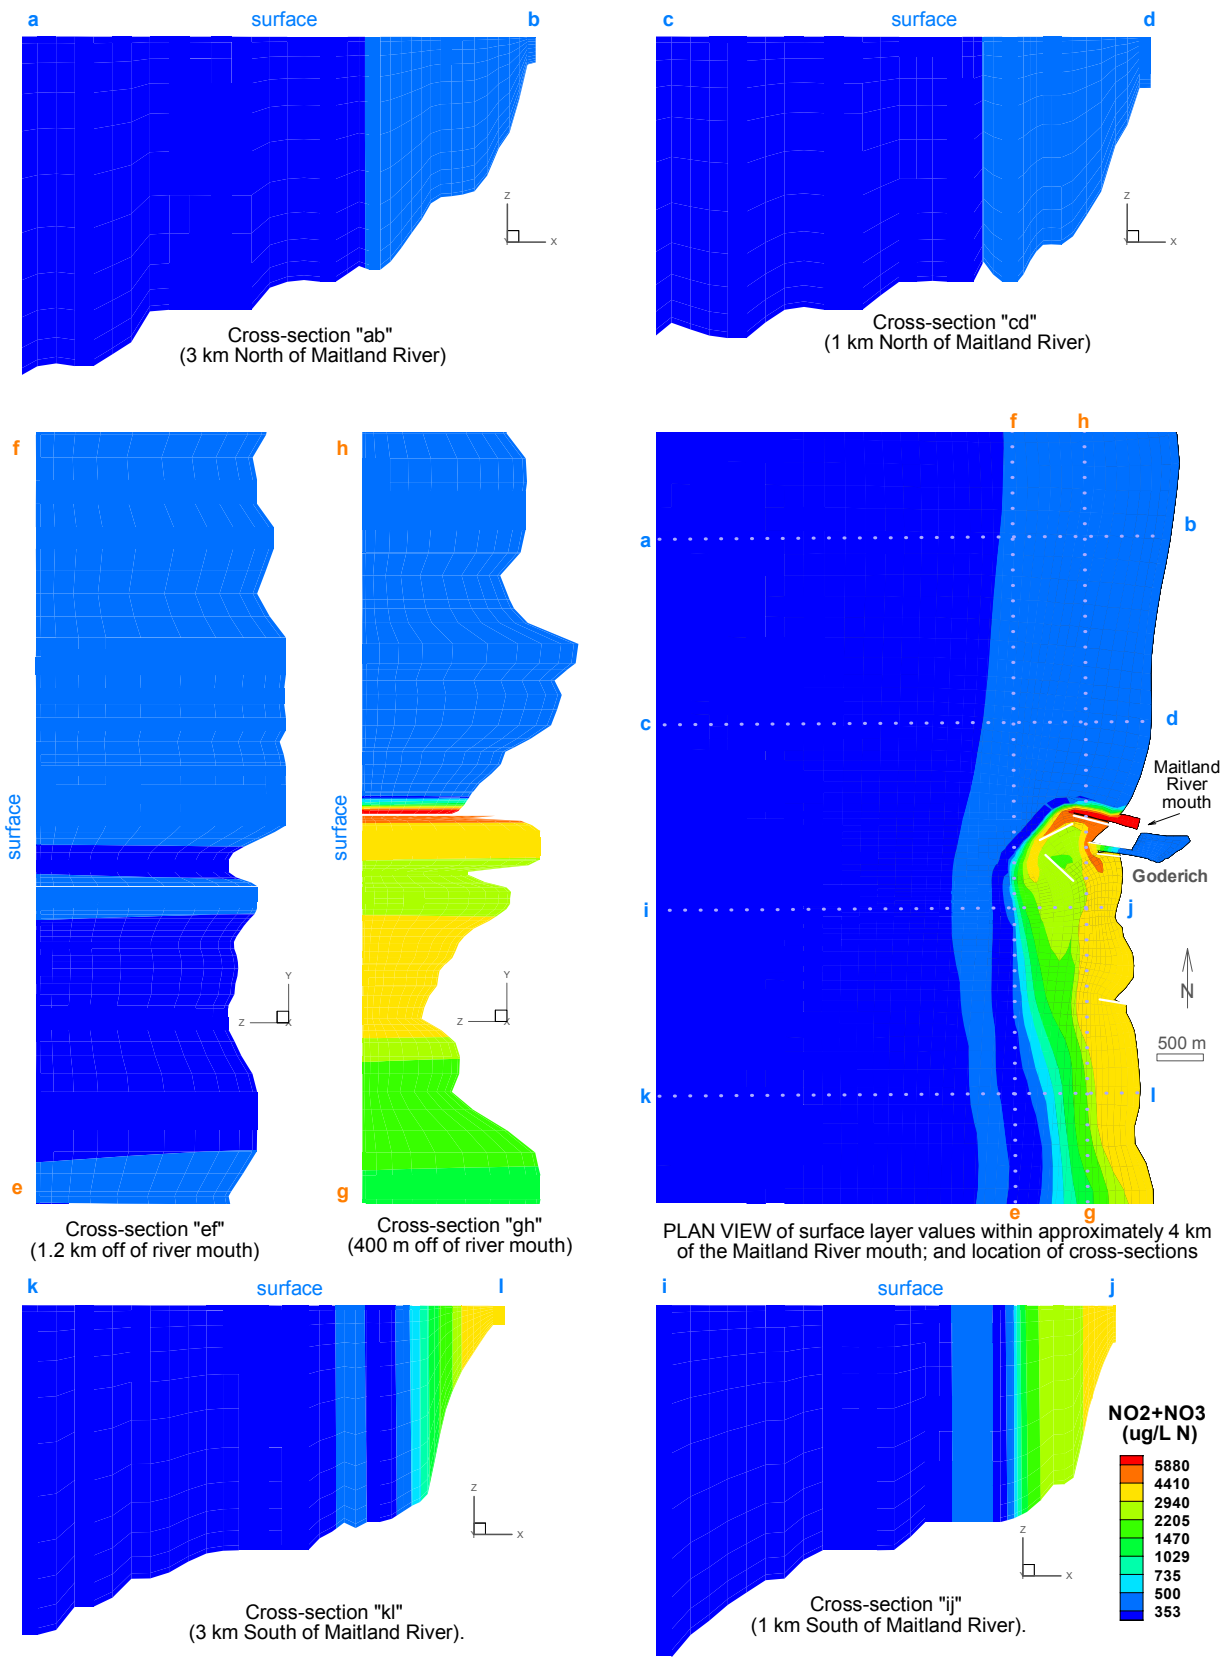 a surface b
c surface d
Z
X
Y
Cross-section "ab"
(3 km North of Maitland River)
Z
X
Y
Cross-section "cd"
(1 km North of Maitland River)
f
surface
e
Y
Z
X
Cross-section "ef"
(1.2 km off of river mouth)
h
surface
g
Y
Z
X
Cross-section "gh"
(400 m off of river mouth)
f h
a b
c d
Maitland
River
mouth
Goderich
i j
N
500 m
k l
e g
PLAN VIEW of surface layer values within approximately 4 km
of the Maitland River mouth; and location of cross-sections
k surface l
Z
X
Y
Cross-section "kl"
(3 km South of Maitland River).
i surface j
Z
X
Y
Cross-section "ij"
(1 km South of Maitland River).
NO2+NO3
(ug/L N)
5880
4410
2940
2205
1470
1029
735
500
353